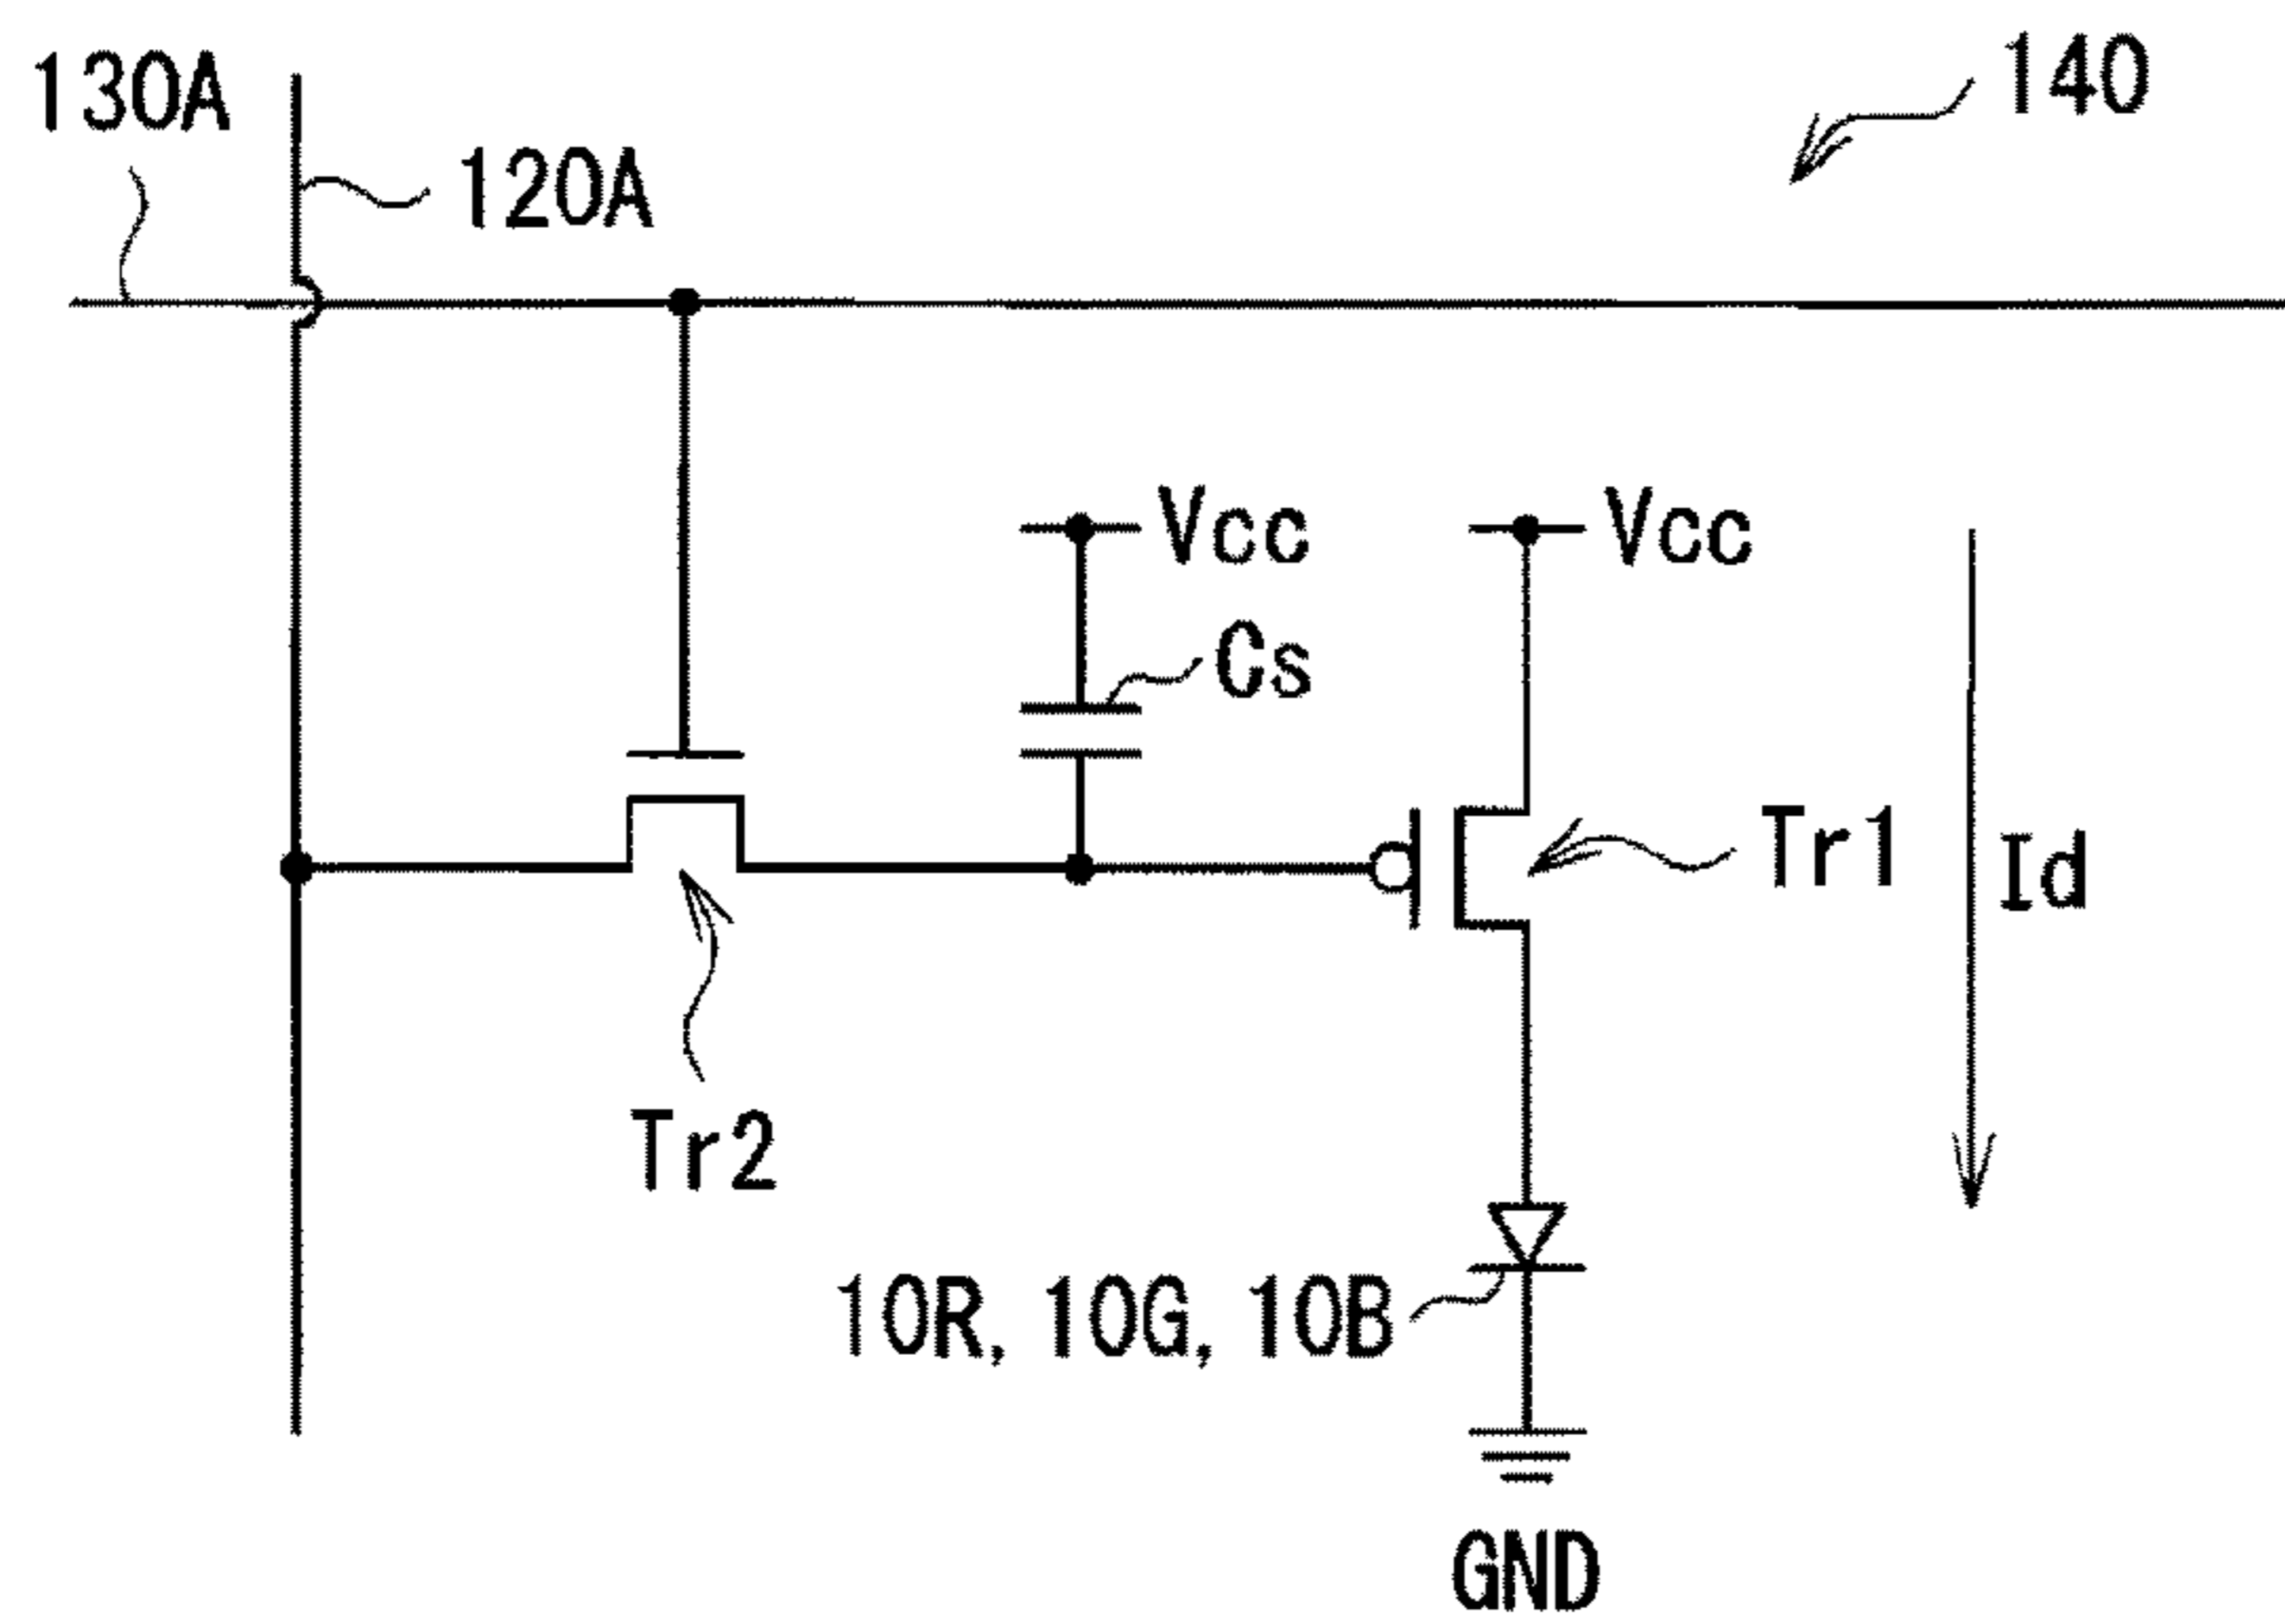 130A
140
120A
Vcc
Vcc
Cs
Tr1
Id
Tr2
10R, 10G, 10B
GND